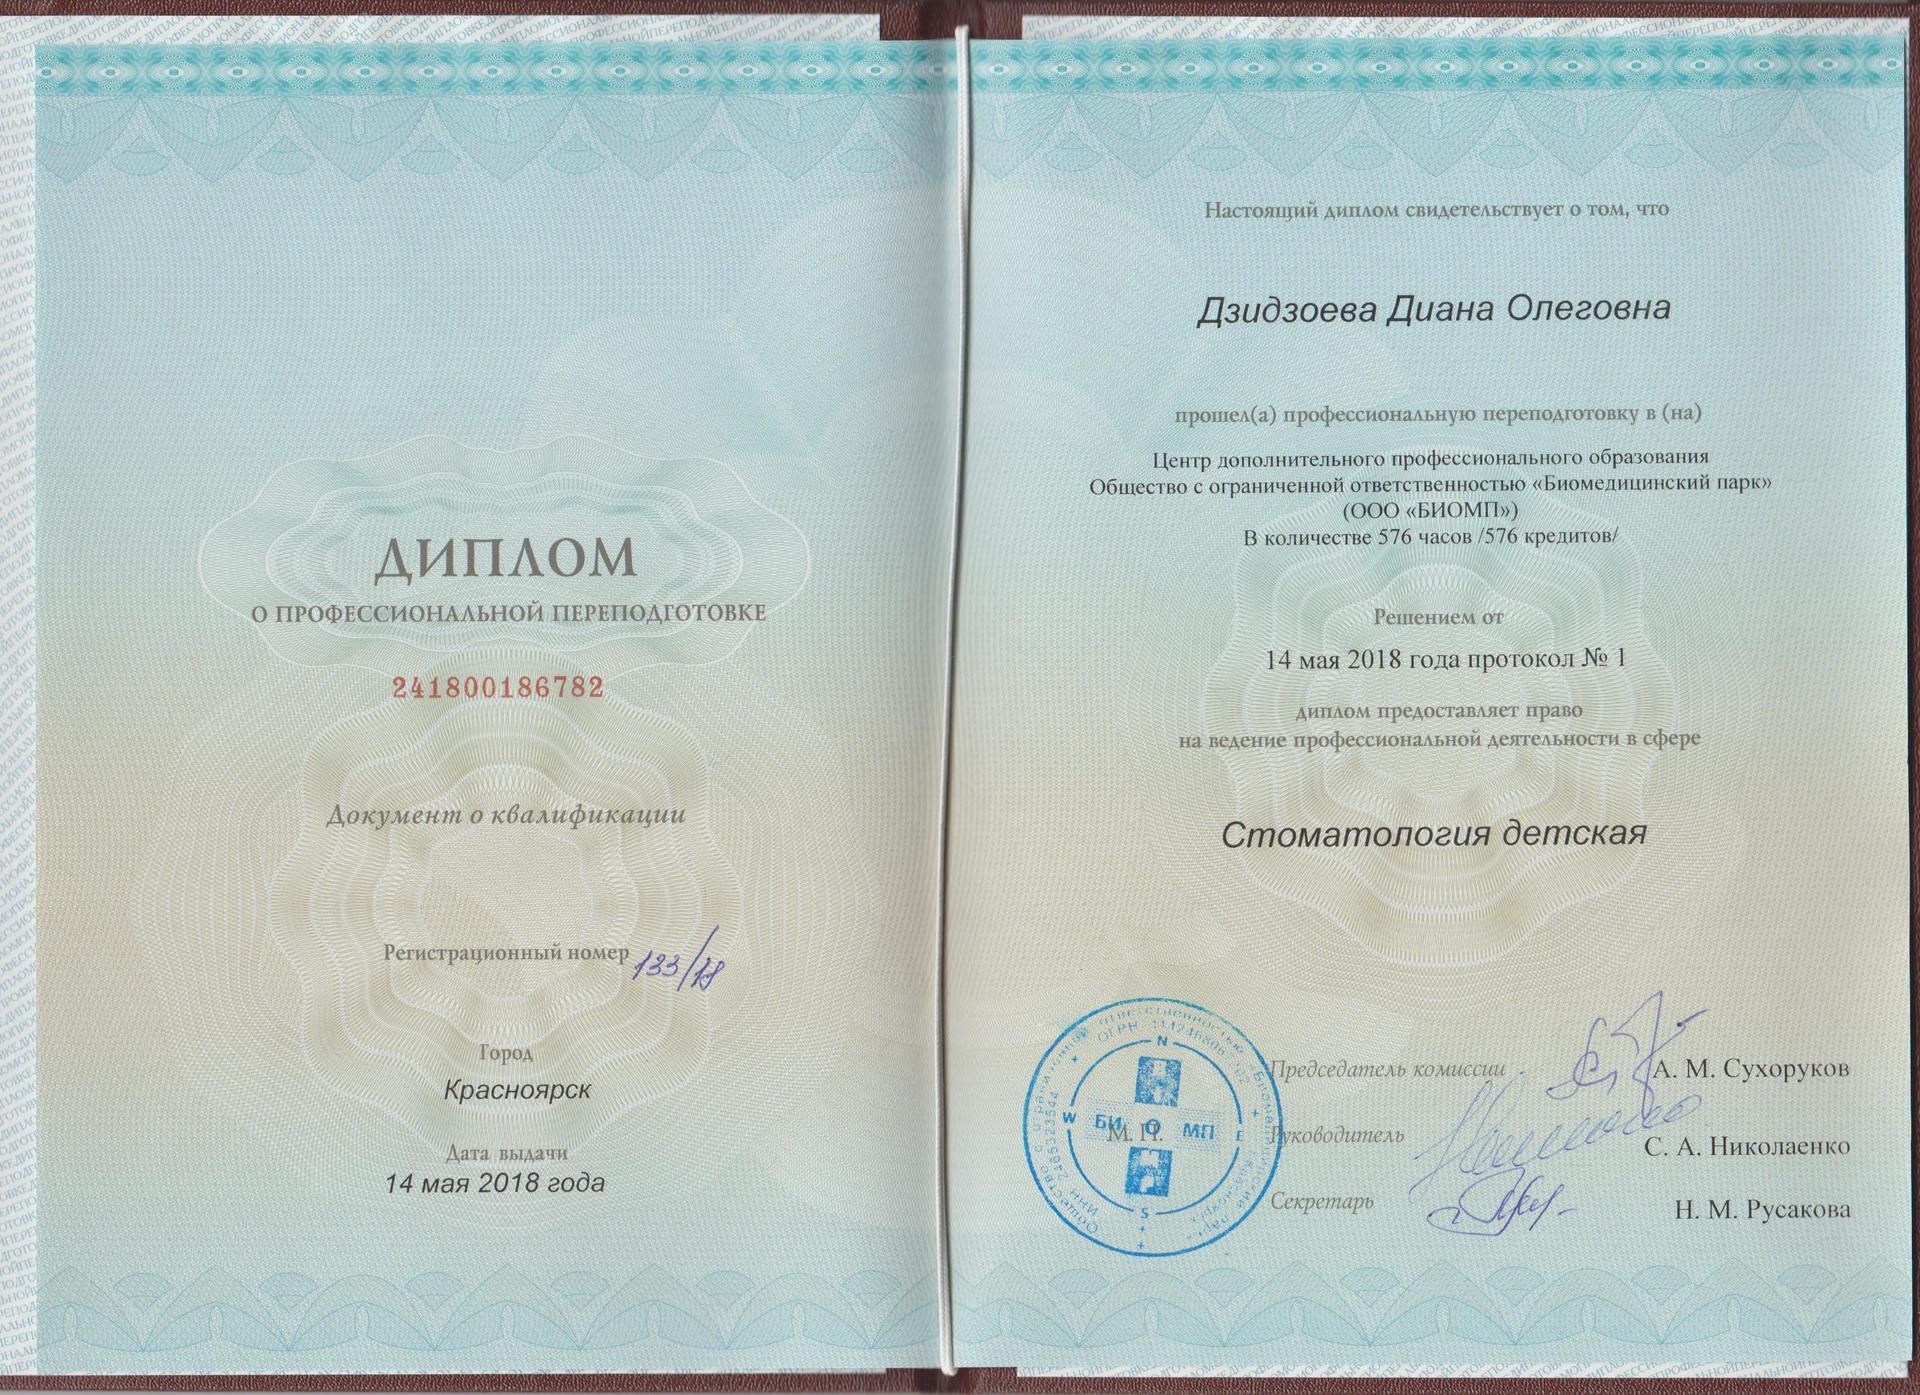 ДИПЛОМ
О ПРОФЕССИОНАЛЬНОЙ ПЕРЕПОДГОТОВКЕ
241800186782
Документ о квалификации
Регистрационный номер 133/18
Город
Красноярск
Дата выдачи
14 мая 2018 года
Настоящий диплом свидетельствует о том, что
Дзидзоева Диана Олеговна
прошел(а) профессиональную переподготовку в (на)
Центр дополнительного профессионального образования
Общество с ограниченной ответственностью «Биомедицинский парк»
(ООО «БИОМП»)
В количестве 576 часов /576 кредитов/
Решением от
14 мая 2018 года протокол № 1
диплом предоставляет право
на ведение профессиональной деятельности в сфере
Стоматология детская
Председатель комиссии А. М. Сухоруков
Руководитель С. А. Николаенко
Секретарь Н. М. Русакова
М. П.
N
W БИ О МП E
S